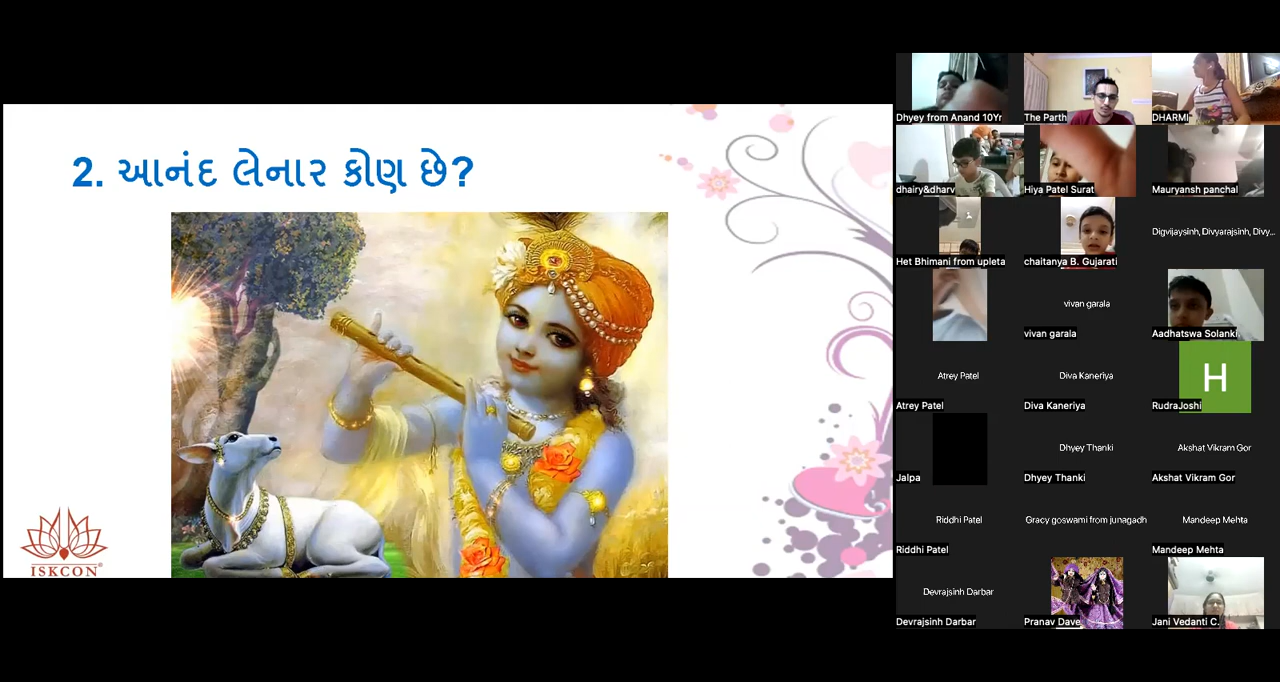 2. આનંદ લેનાર કોણ છે?
ISKCON
Dhyey from Anand 10Yr
The Parth
DHARMI
dhairy&dharv
Hiya Patel Surat
Mauryansh panchal
Het Bhimani from upleta
chaitanya B. Gujarati
Digvijaysinh, Divyarajsinh, Divy...
vivan garala
vivan garala
Aadhatswa Solanki
Atrey Patel
Atrey Patel
Diva Kaneriya
Diva Kaneriya
H
RudraJoshi
Jalpa
Dhyey Thanki
Dhyey Thanki
Akshat Vikram Gor
Akshat Vikram Gor
Riddhi Patel
Riddhi Patel
Gracy goswami from junagadh
Mandeep Mehta
Mandeep Mehta
Devrajsinh Darbar
Devrajsinh Darbar
Pranav Dave
Jani Vedanti C.